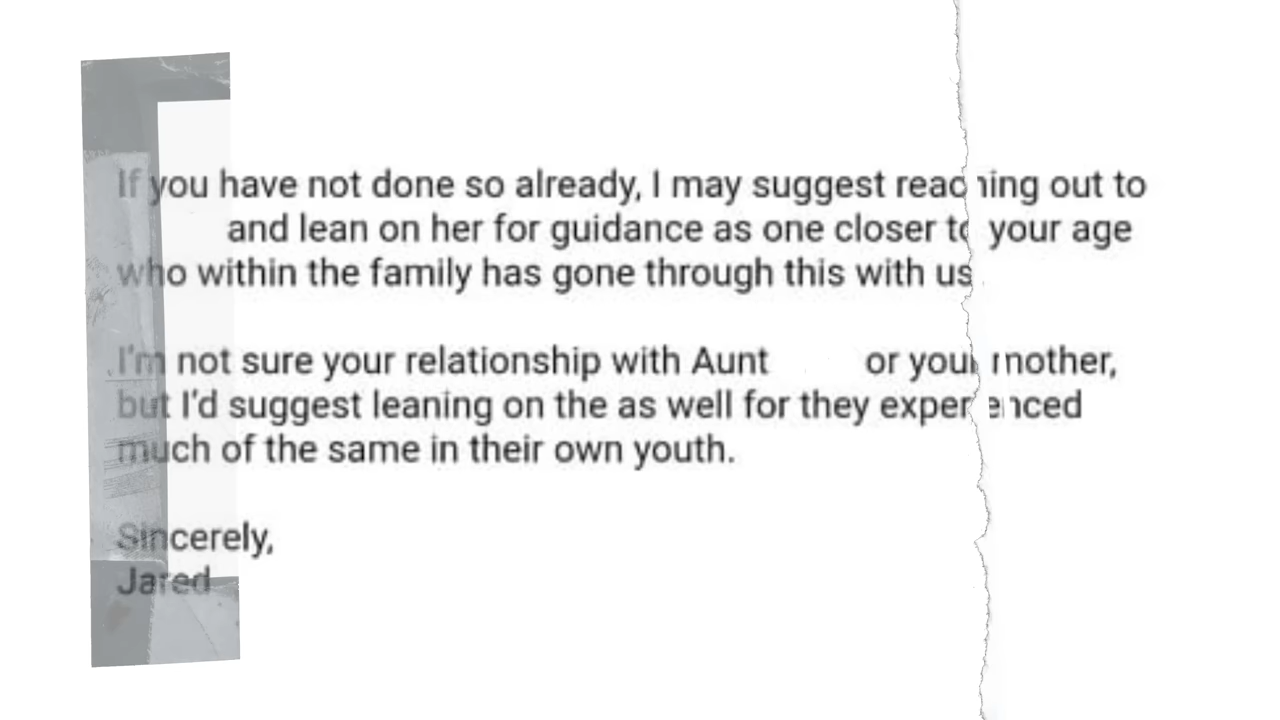 If you have not done so already, I may suggest reaching out to
and lean on her for guidance as one closer to your age
who within the family has gone through this with us
I'm not sure your relationship with Aunt or your mother,
but I'd suggest leaning on the as well for they experienced
much of the same in their own youth.
Sincerely,
Jared